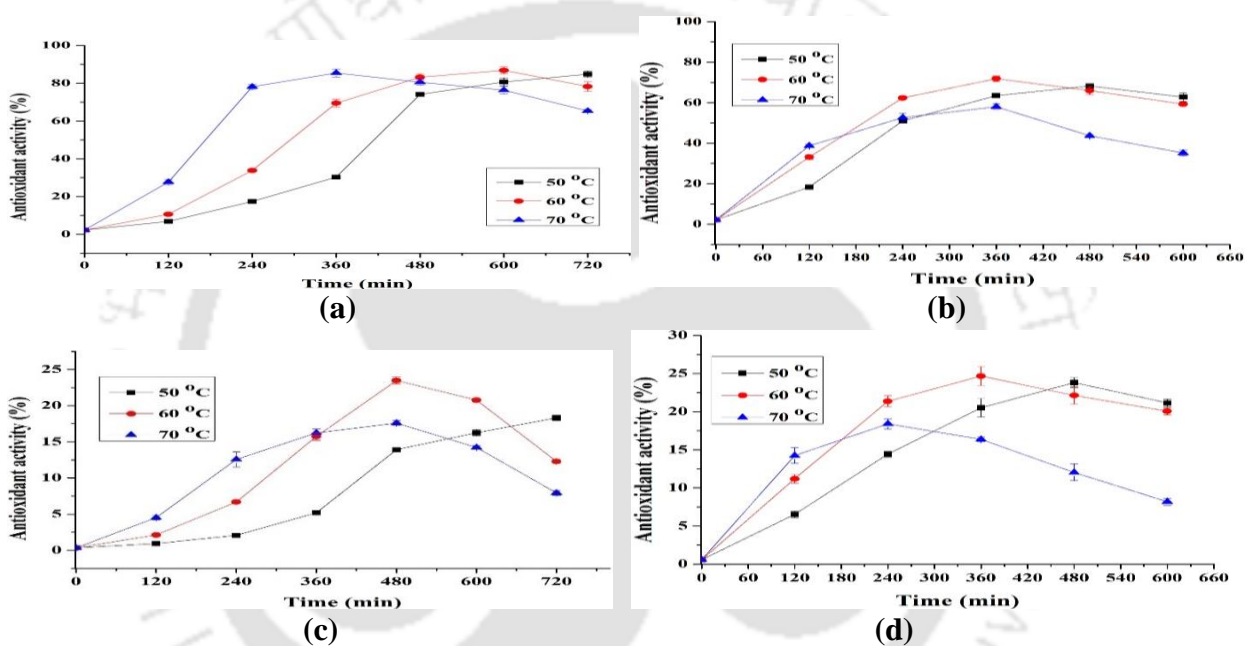 100
80
60
40
20
0
Antioxidant activity (%)
50 °C
60 °C
70 °C
0 120 240 360 480 600 720
Time (min)
(a)
100
80
60
40
20
0
Antioxidant activity (%)
50 °C
60 °C
70 °C
0 60 120 180 240 300 360 420 480 540 600 660
Time (min)
(b)
25
20
15
10
5
0
Antioxidant activity (%)
50 °C
60 °C
70 °C
0 120 240 360 480 600 720
Time (min)
(c)
30
25
20
15
10
5
0
Antioxidant activity (%)
50 °C
60 °C
70 °C
0 60 120 180 240 300 360 420 480 540 600 660
Time (min)
(d)